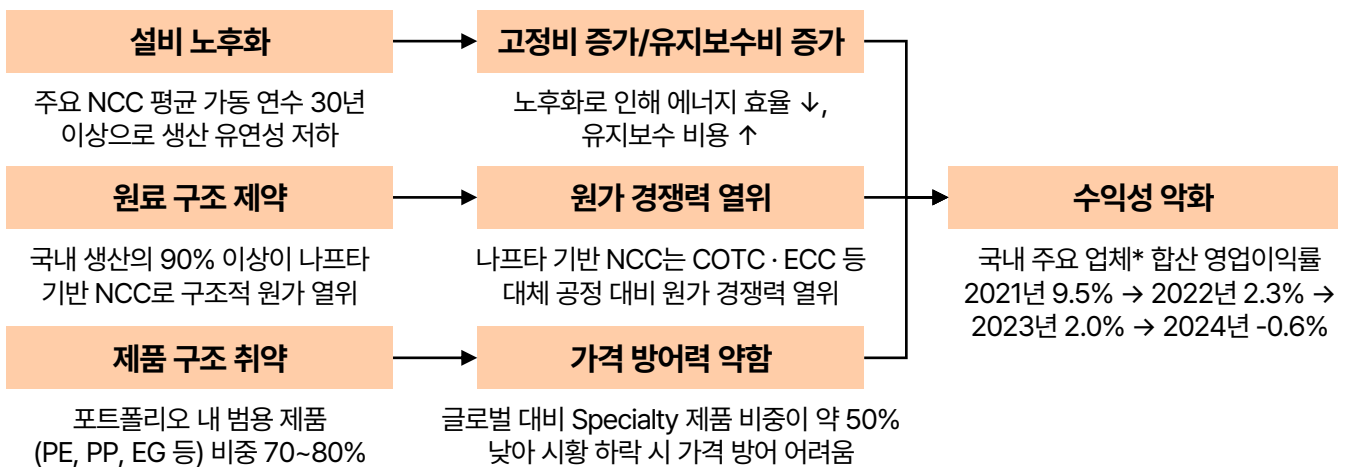 설비 노후화
고정비 증가/유지보수비 증가
주요 NCC 평균 가동 연수 30년
이상으로 생산 유연성 저하
노후화로 인해 에너지 효율 ↓,
유지보수 비용 ↑
원료 구조 제약
원가 경쟁력 열위
수익성 악화
국내 생산의 90% 이상이 나프타
기반 NCC로 구조적 원가 열위
나프타 기반 NCC는 COTC · ECC 등
대체 공정 대비 원가 경쟁력 열위
국내 주요 업체* 합산 영업이익률
2021년 9.5% → 2022년 2.3% →
2023년 2.0% → 2024년 -0.6%
제품 구조 취약
가격 방어력 약함
포트폴리오 내 범용 제품
(PE, PP, EG 등) 비중 70~80%
글로벌 대비 Specialty 제품 비중이 약 50%
낮아 시황 하락 시 가격 방어 어려움